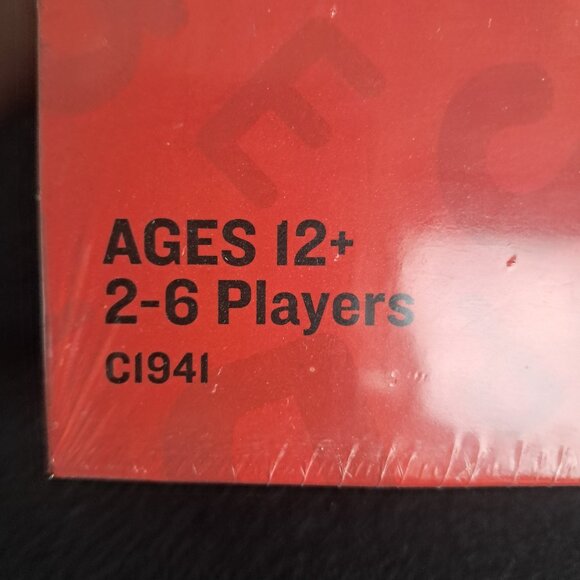 AGES 12+
2-6 Players
C1941